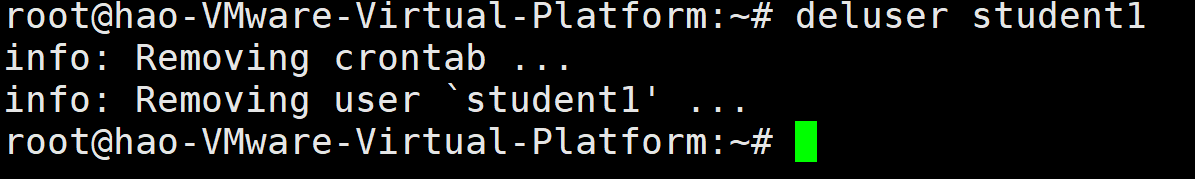 root@hao-VMware-Virtual-Platform:~# deluser student1
info: Removing crontab ...
info: Removing user `student1' ...
root@hao-VMware-Virtual-Platform:~#